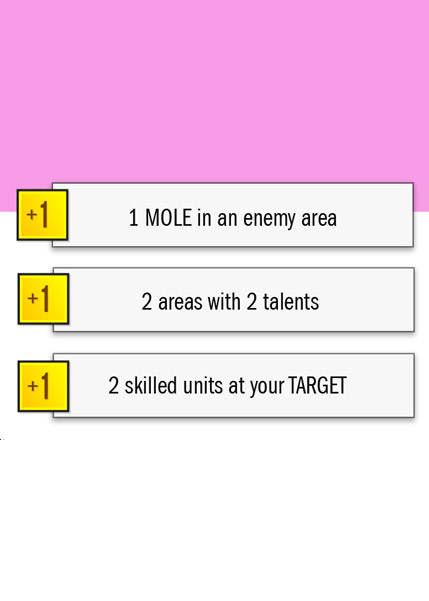 +1 1 MOLE in an enemy area
+1 2 areas with 2 talents
+1 2 skilled units at your TARGET